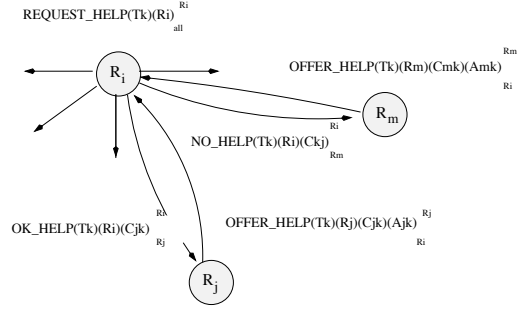 REQUEST_HELP(Tk)(Ri) Ri all
Ri
OFFER_HELP(Tk)(Rm)(Cmk)(Amk) Rm Ri
Rm
NO_HELP(Tk)(Ri)(Ckj) Ri Rm
OK_HELP(Tk)(Ri)(Cjk) Ri Rj
OFFER_HELP(Tk)(Rj)(Cjk)(Ajk) Rj Ri
Rj